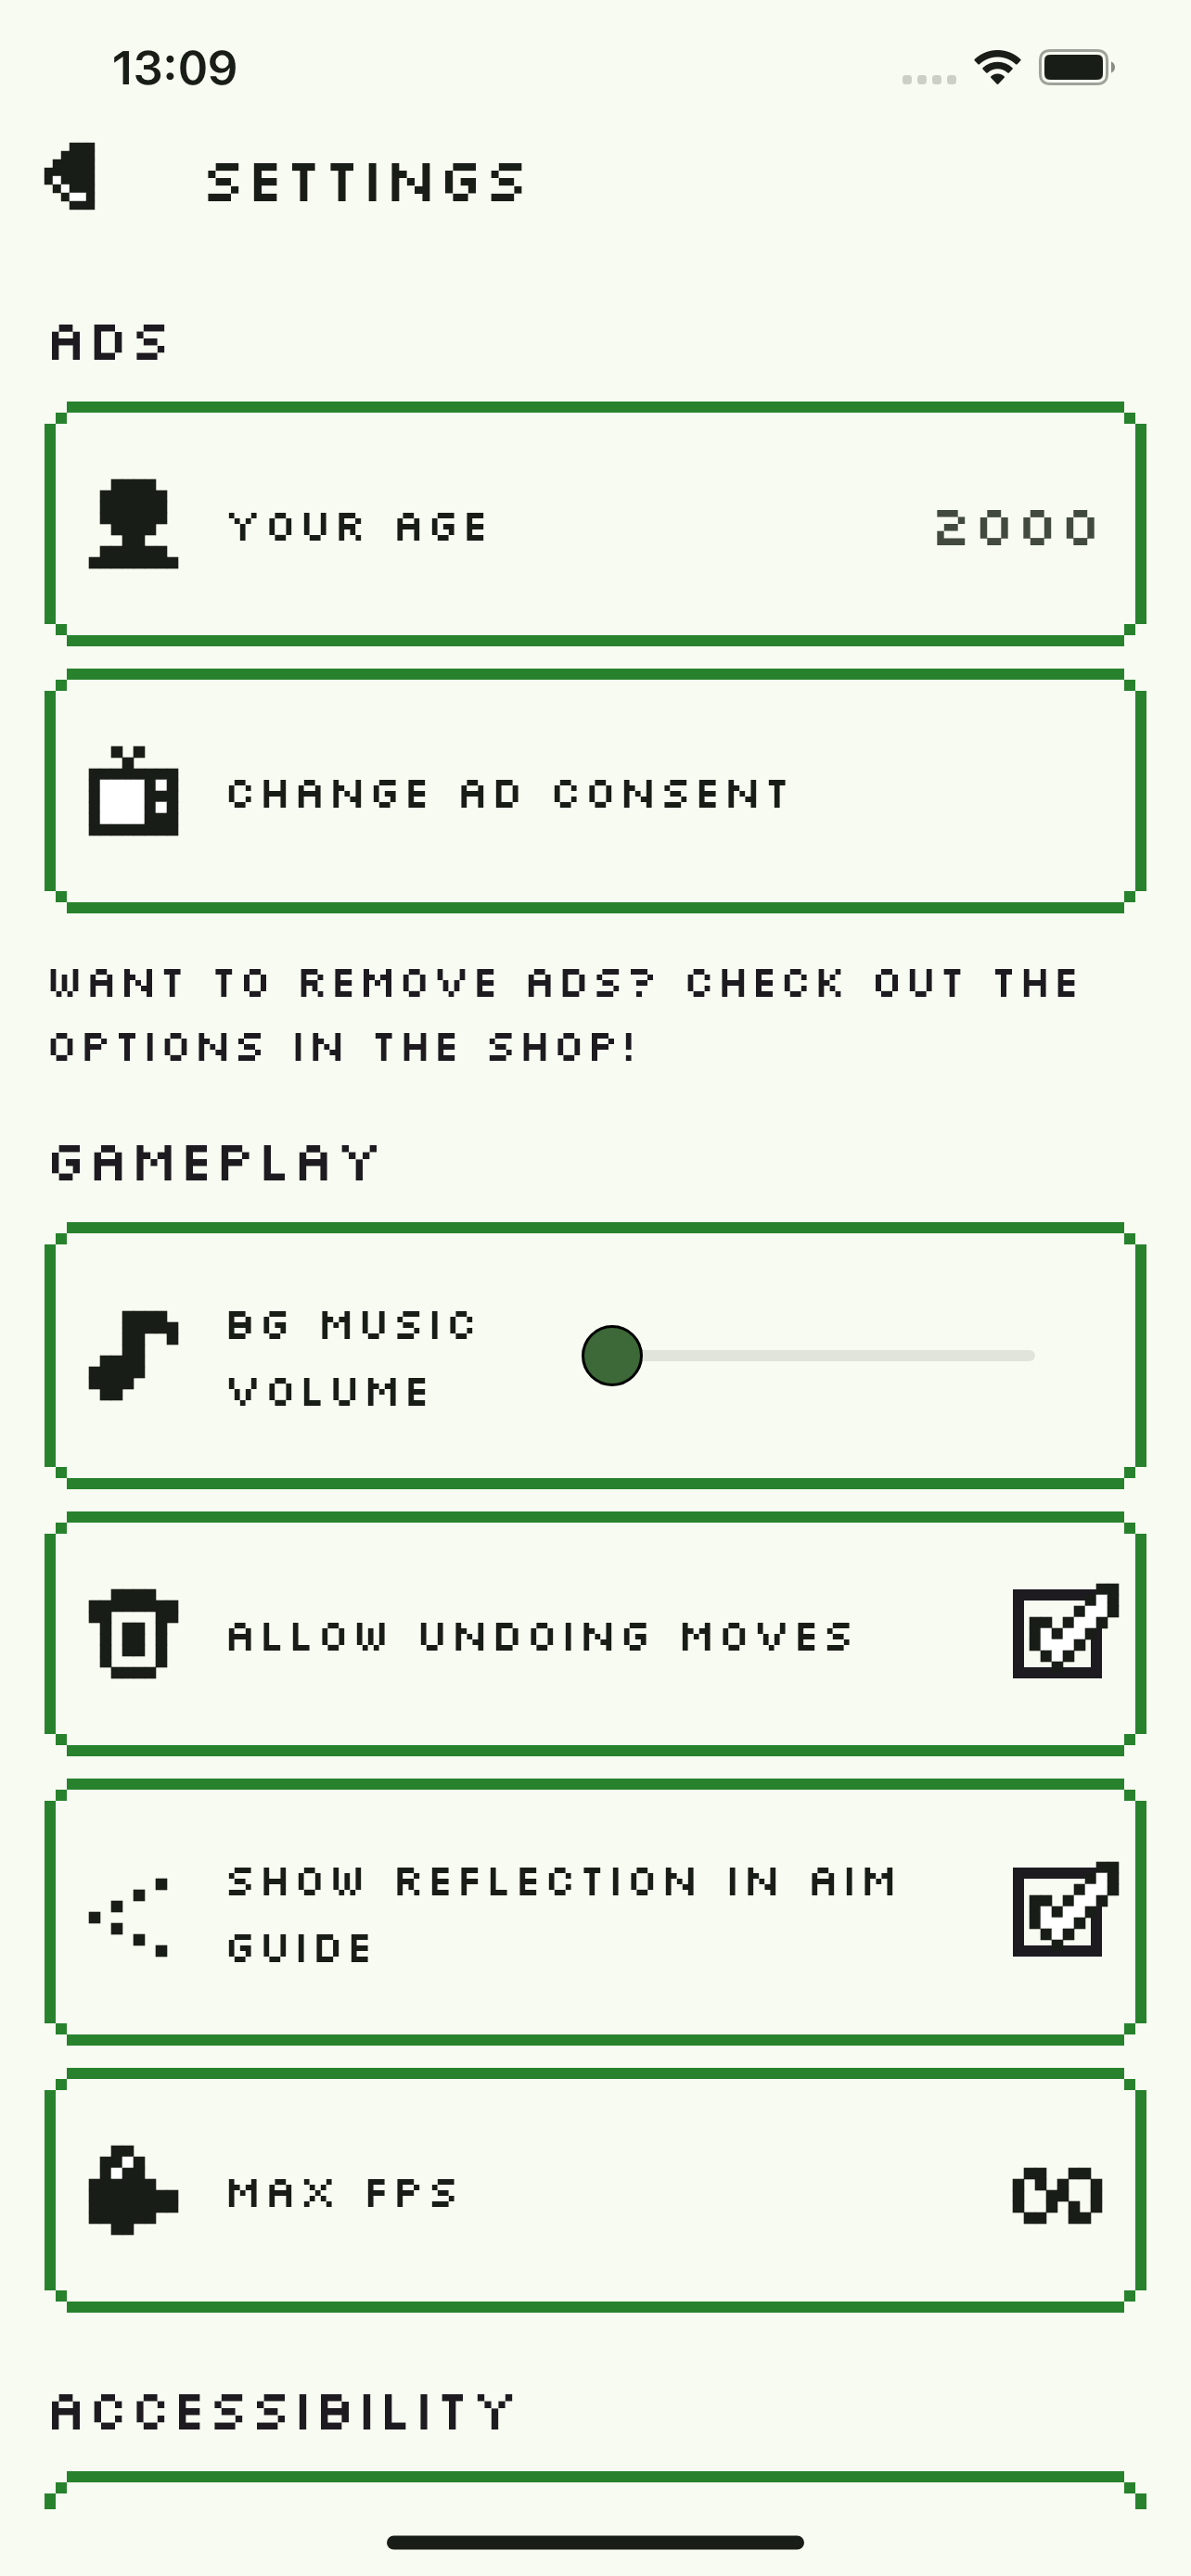 13:09
SETTINGS
ADS
YOUR AGE 2000
CHANGE AD CONSENT
WANT TO REMOVE ADS? CHECK OUT THE
OPTIONS IN THE SHOP!
GAMEPLAY
BG MUSIC
VOLUME
ALLOW UNDOING MOVES
SHOW REFLECTION IN AIM
GUIDE
MAX FPS ∞
ACCESSIBILITY